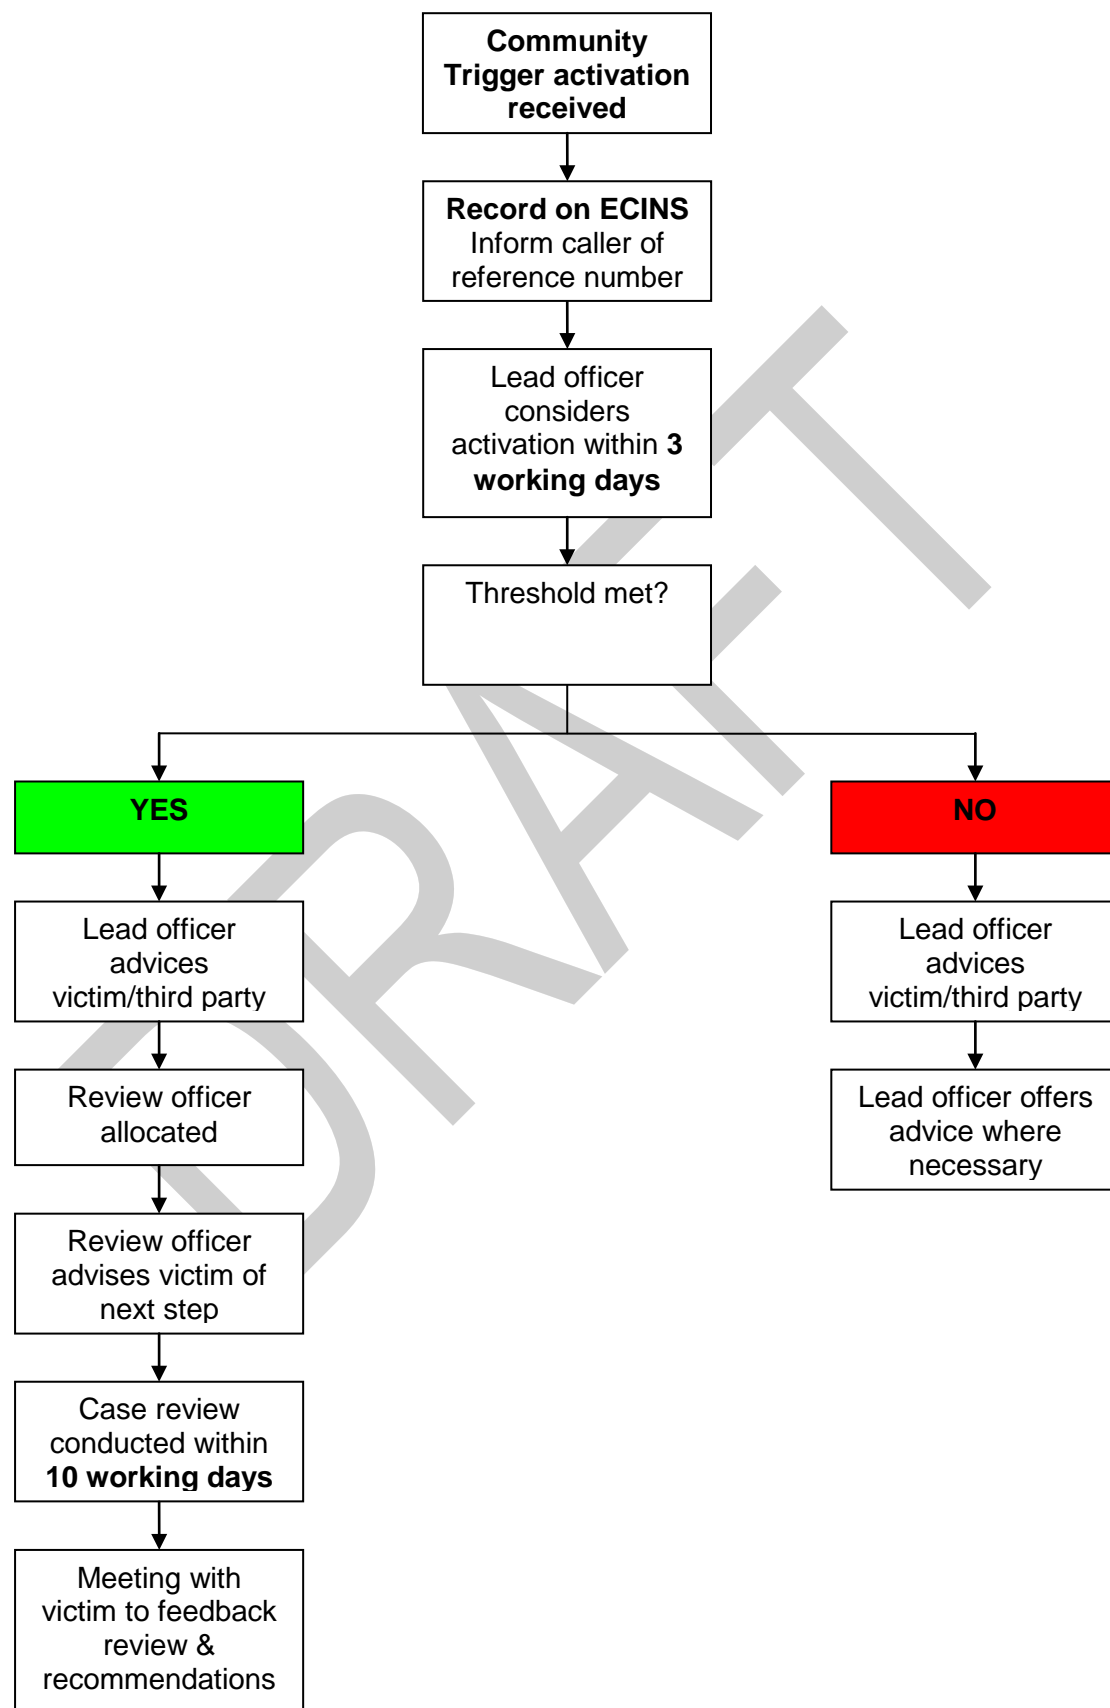 Community
Trigger activation
received
Record on ECINS
Inform caller of
reference number
Lead officer
considers
activation within 3
working days
Threshold met?
YES
NO
Lead officer
advices
victim/third party
Lead officer
advices
victim/third party
Review officer
allocated
Lead officer offers
advice where
necessary
Review officer
advises victim of
next step
Case review
conducted within
10 working days
Meeting with
victim to feedback
review &
recommendations
DRAFT